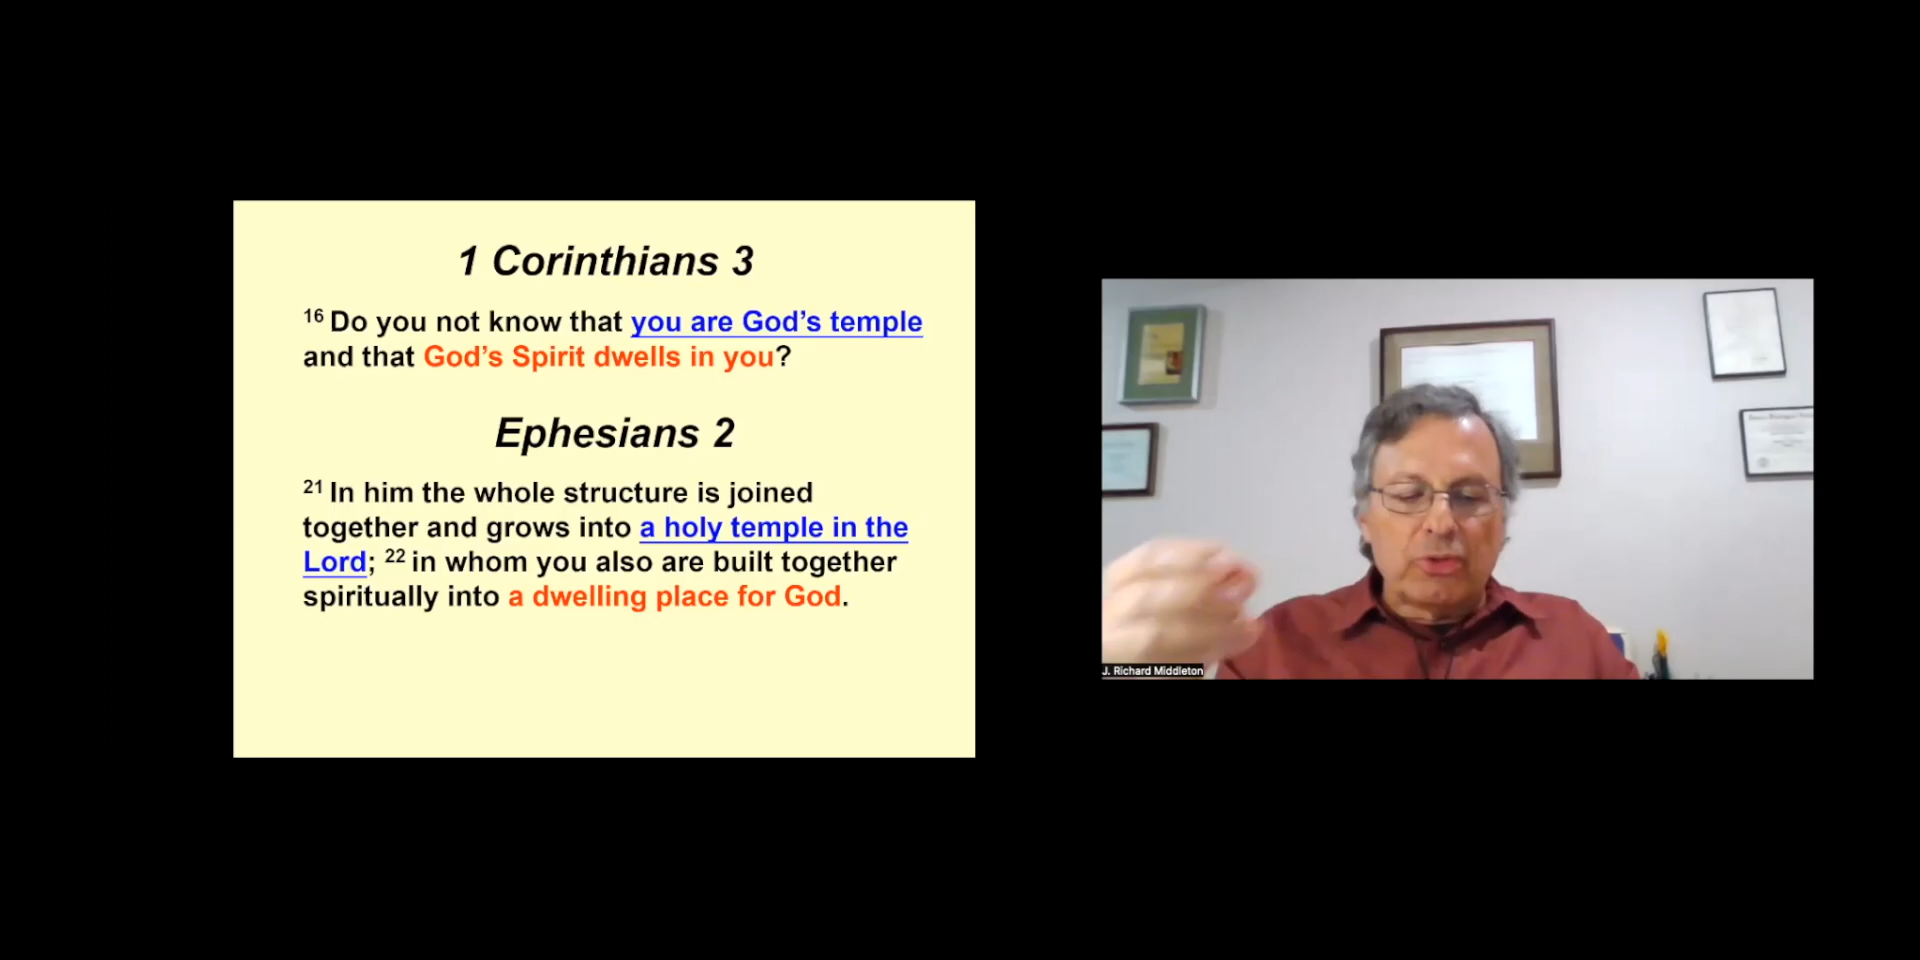 1 Corinthians 3
16 Do you not know that you are God's temple
and that God's Spirit dwells in you?
Ephesians 2
21 In him the whole structure is joined
together and grows into a holy temple in the
Lord; 22 in whom you also are built together
spiritually into a dwelling place for God.
J. Richard Middleton